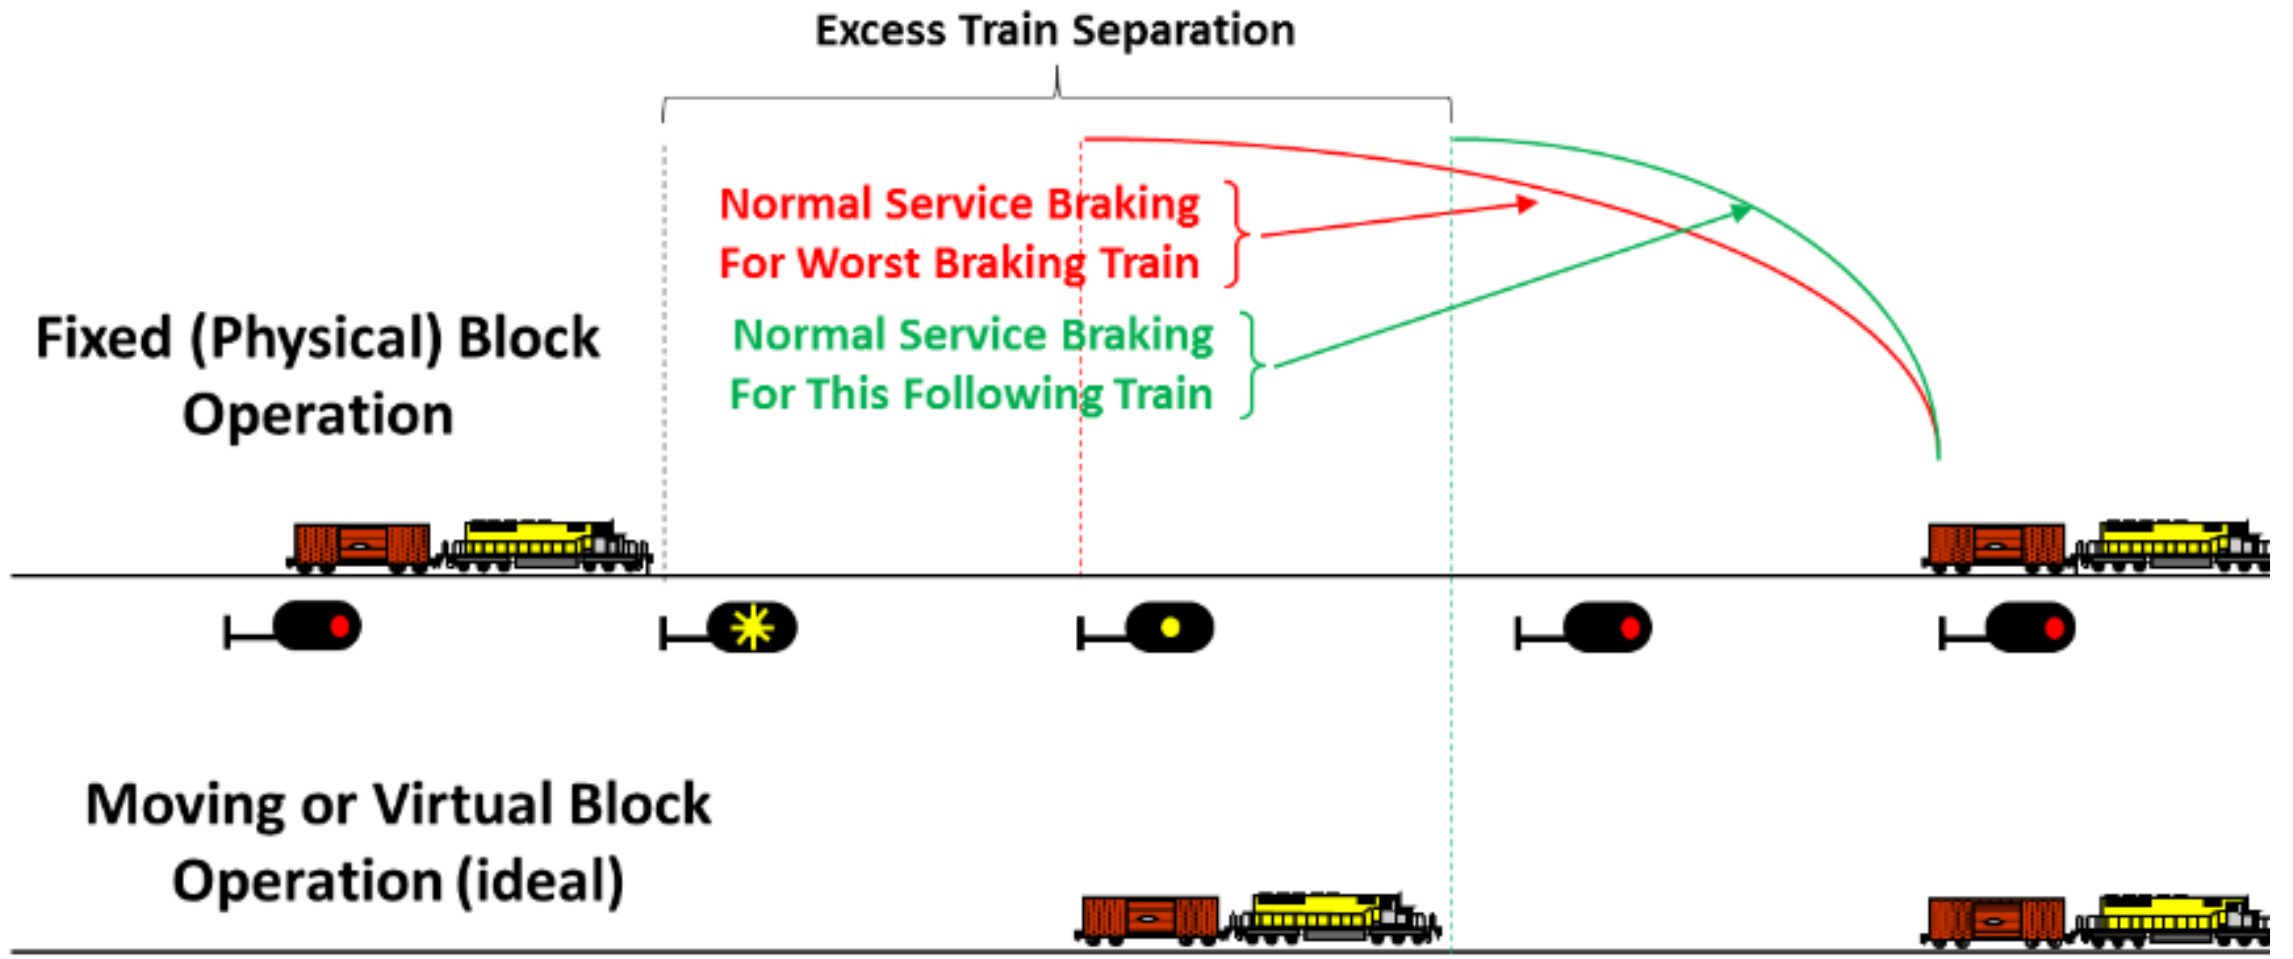 Excess Train Separation
Normal Service Braking
For Worst Braking Train
Normal Service Braking
For This Following Train
Fixed (Physical) Block
Operation
Moving or Virtual Block
Operation (ideal)